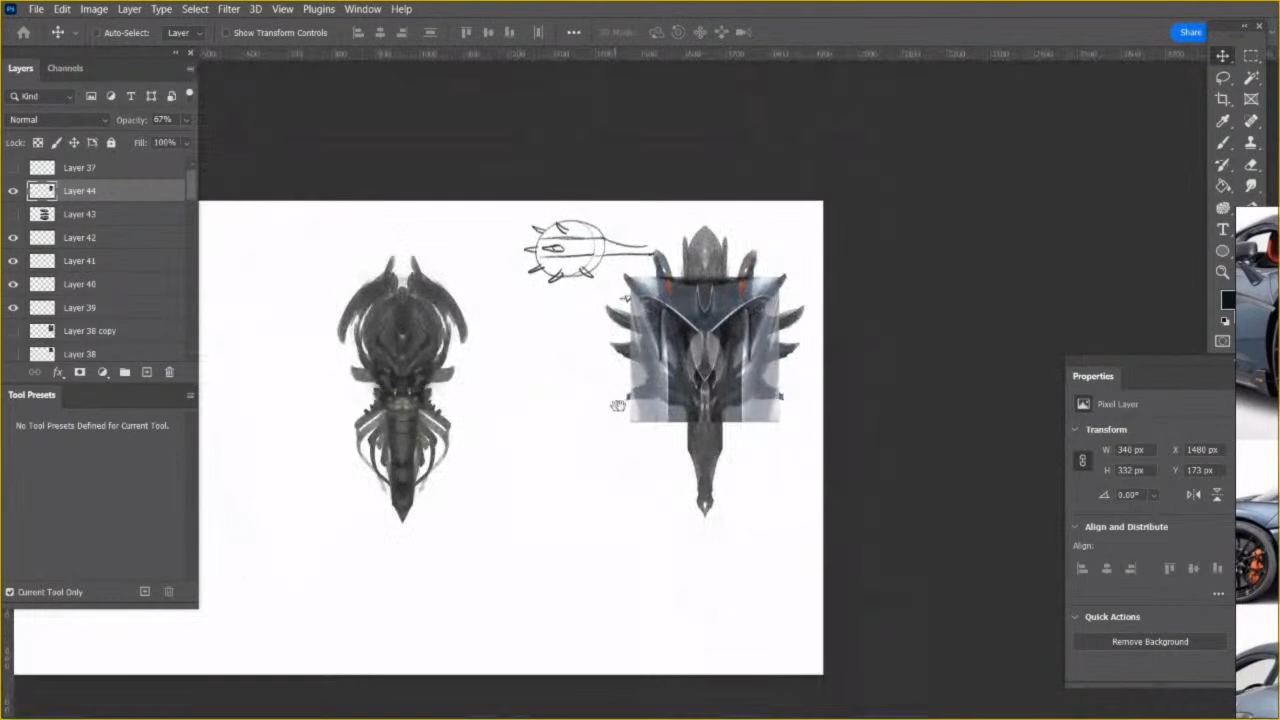 Ps File Edit Image Layer Type Select Filter 3D View Plugins Window Help
Auto-Select: Layer Show Transform Controls 3D Mode: Share
Layers Channels
Kind
Normal Opacity: 67%
Lock: Fill: 100%
Layer 37
Layer 44
Layer 43
Layer 42
Layer 41
Layer 40
Layer 39
Layer 38 copy
Layer 38
fx
Tool Presets
No Tool Presets Defined for Current Tool.
Current Tool Only
Properties
Pixel Layer
Transform
W 340 px X 1480 px
H 332 px Y 173 px
0.00°
Align and Distribute
Align:
Quick Actions
Remove Background